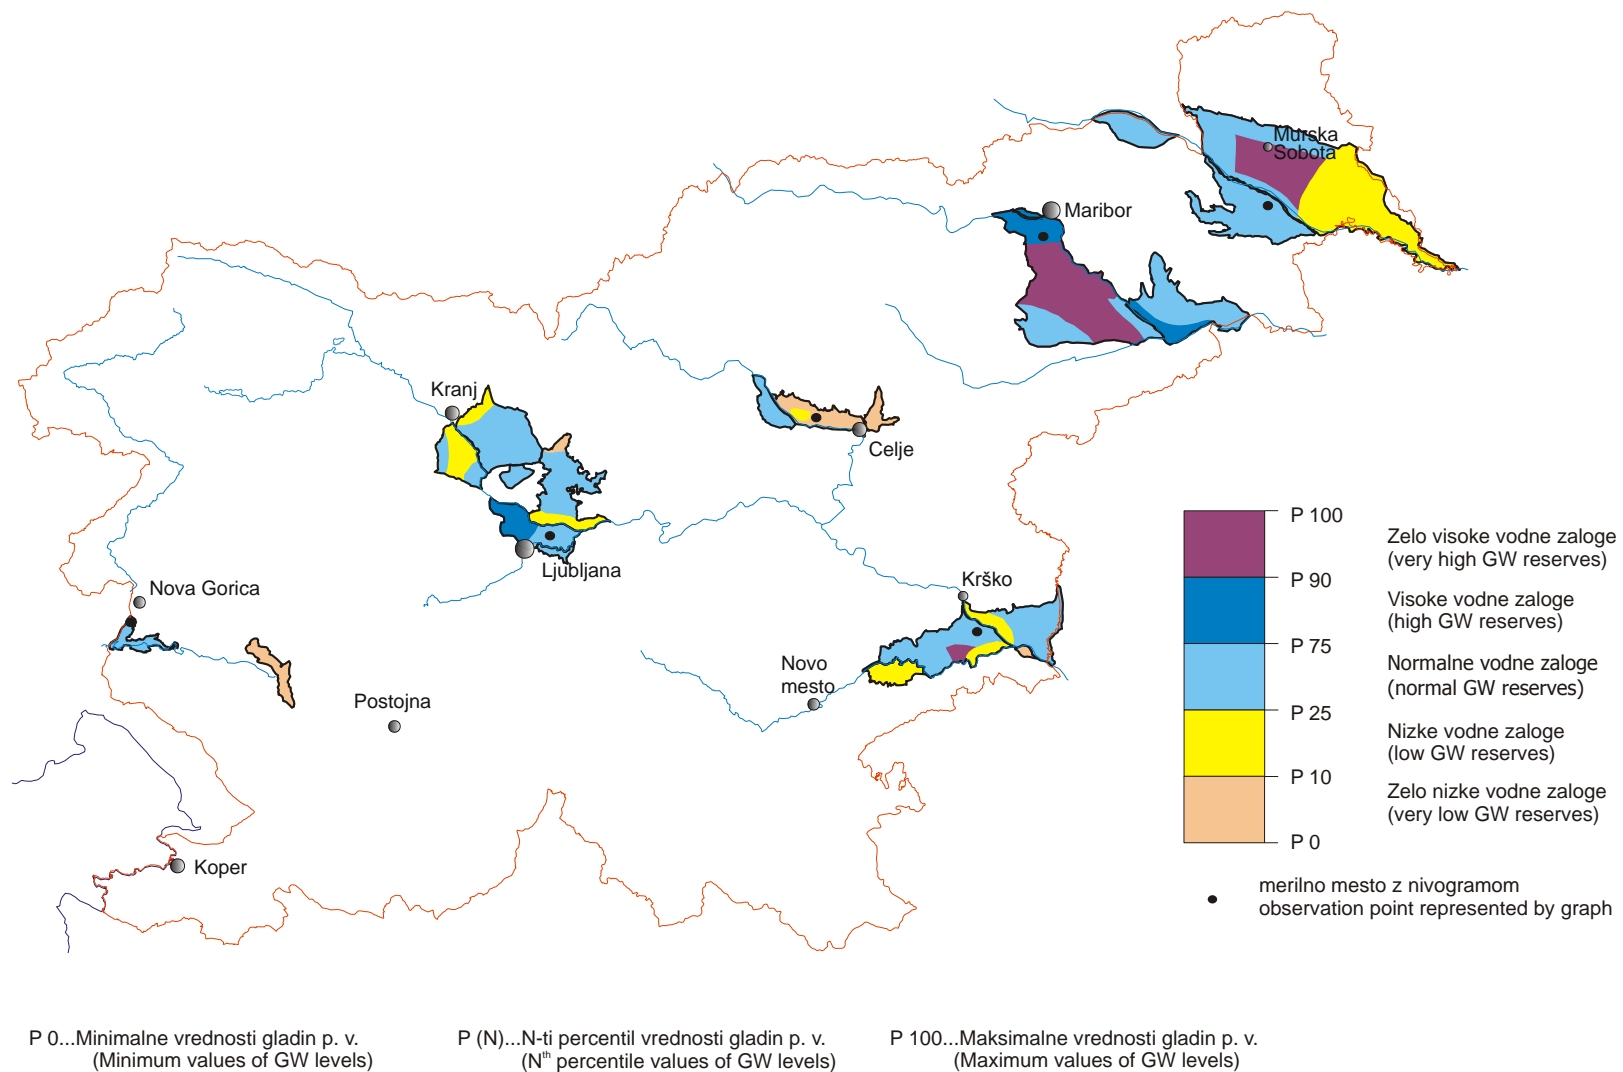 Murska
Sobota
Maribor
Kranj
Celje
Ljubljana
Nova Gorica
Krško
Novo
mesto
Postojna
Koper
P 100
Zelo visoke vodne zaloge
(very high GW reserves)
P 90
Visoke vodne zaloge
(high GW reserves)
P 75
Normalne vodne zaloge
(normal GW reserves)
P 25
Nizke vodne zaloge
(low GW reserves)
P 10
Zelo nizke vodne zaloge
(very low GW reserves)
P 0
merilno mesto z nivogramom
observation point represented by graph
P 0...Minimalne vrednosti gladin p. v.
(Minimum values of GW levels)
P (N)...N-ti percentil vrednosti gladin p. v.
(Nth percentile values of GW levels)
P 100...Maksimalne vrednosti gladin p. v.
(Maximum values of GW levels)